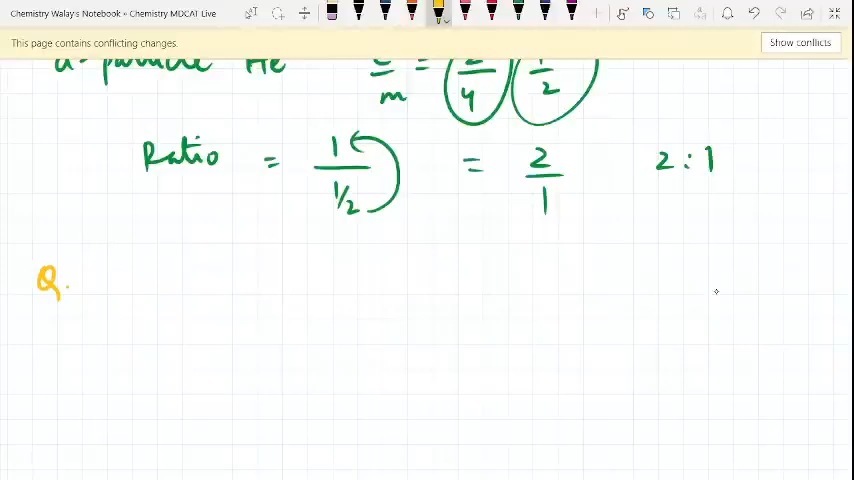 Chemistry Walay's Notebook » Chemistry MDCAT Live
This page contains conflicting changes.
Show conflicts
α-particle He e/m = 2/4 1/2
Ratio = 1/1/2 = 2/1 2:1
Q.